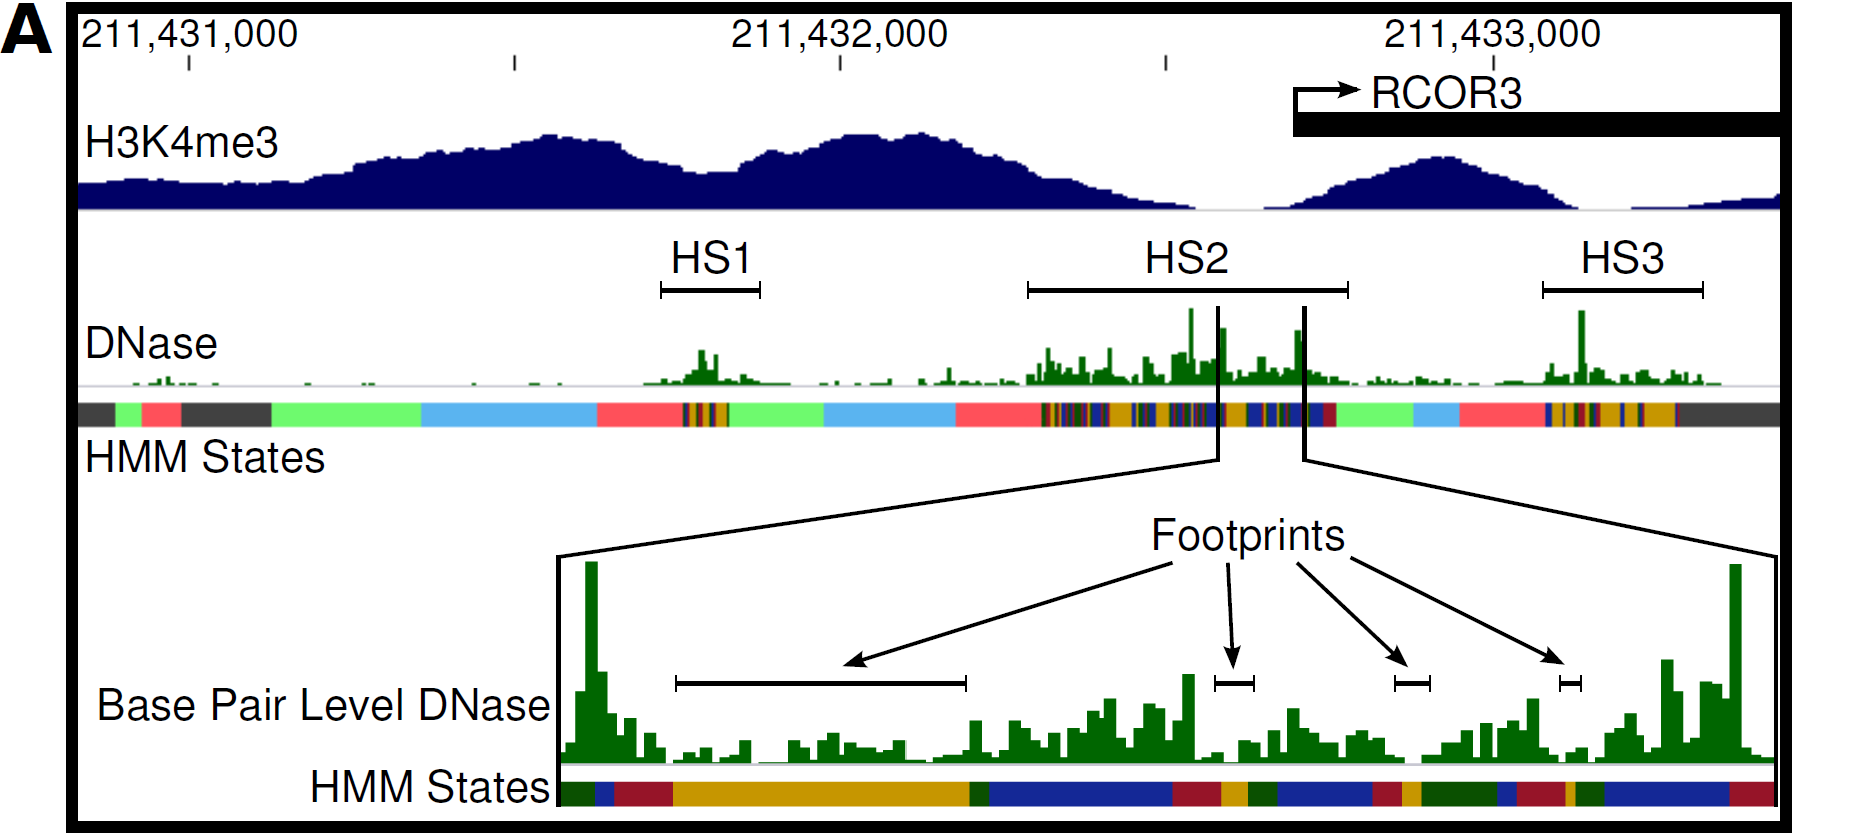 A
211,431,000 211,432,000 211,433,000
RCOR3
H3K4me3
HS1 HS2 HS3
DNase
HMM States
Footprints
Base Pair Level DNase
HMM States